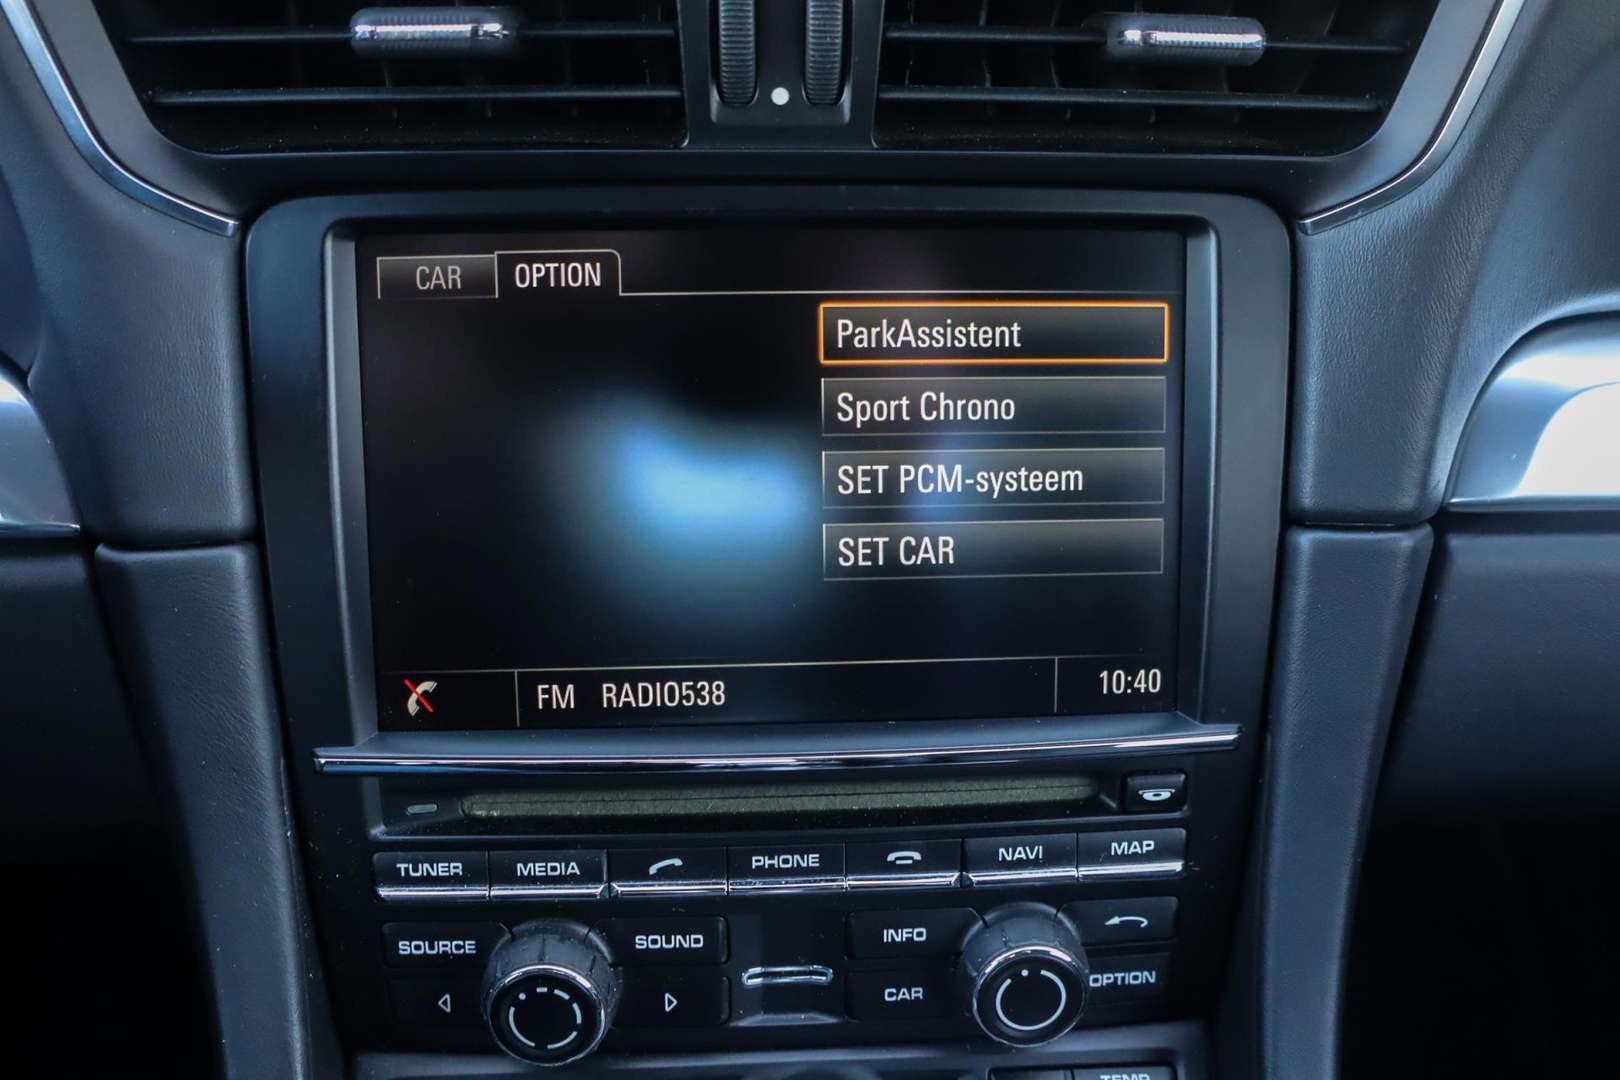 CAR OPTION
ParkAssistent
Sport Chrono
SET PCM-systeem
SET CAR
FM RADIO538 10:40
TUNER MEDIA PHONE NAVI MAP
SOURCE SOUND INFO
CAR OPTION
TEMP